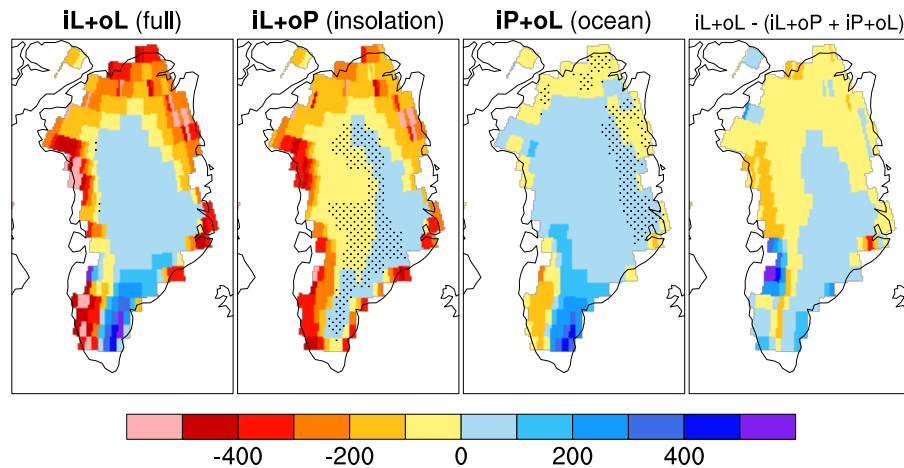 iL+oL (full)
iL+oP (insolation)
iP+oL (ocean)
iL+oL - (iL+oP + iP+oL)
-400 -200 0 200 400